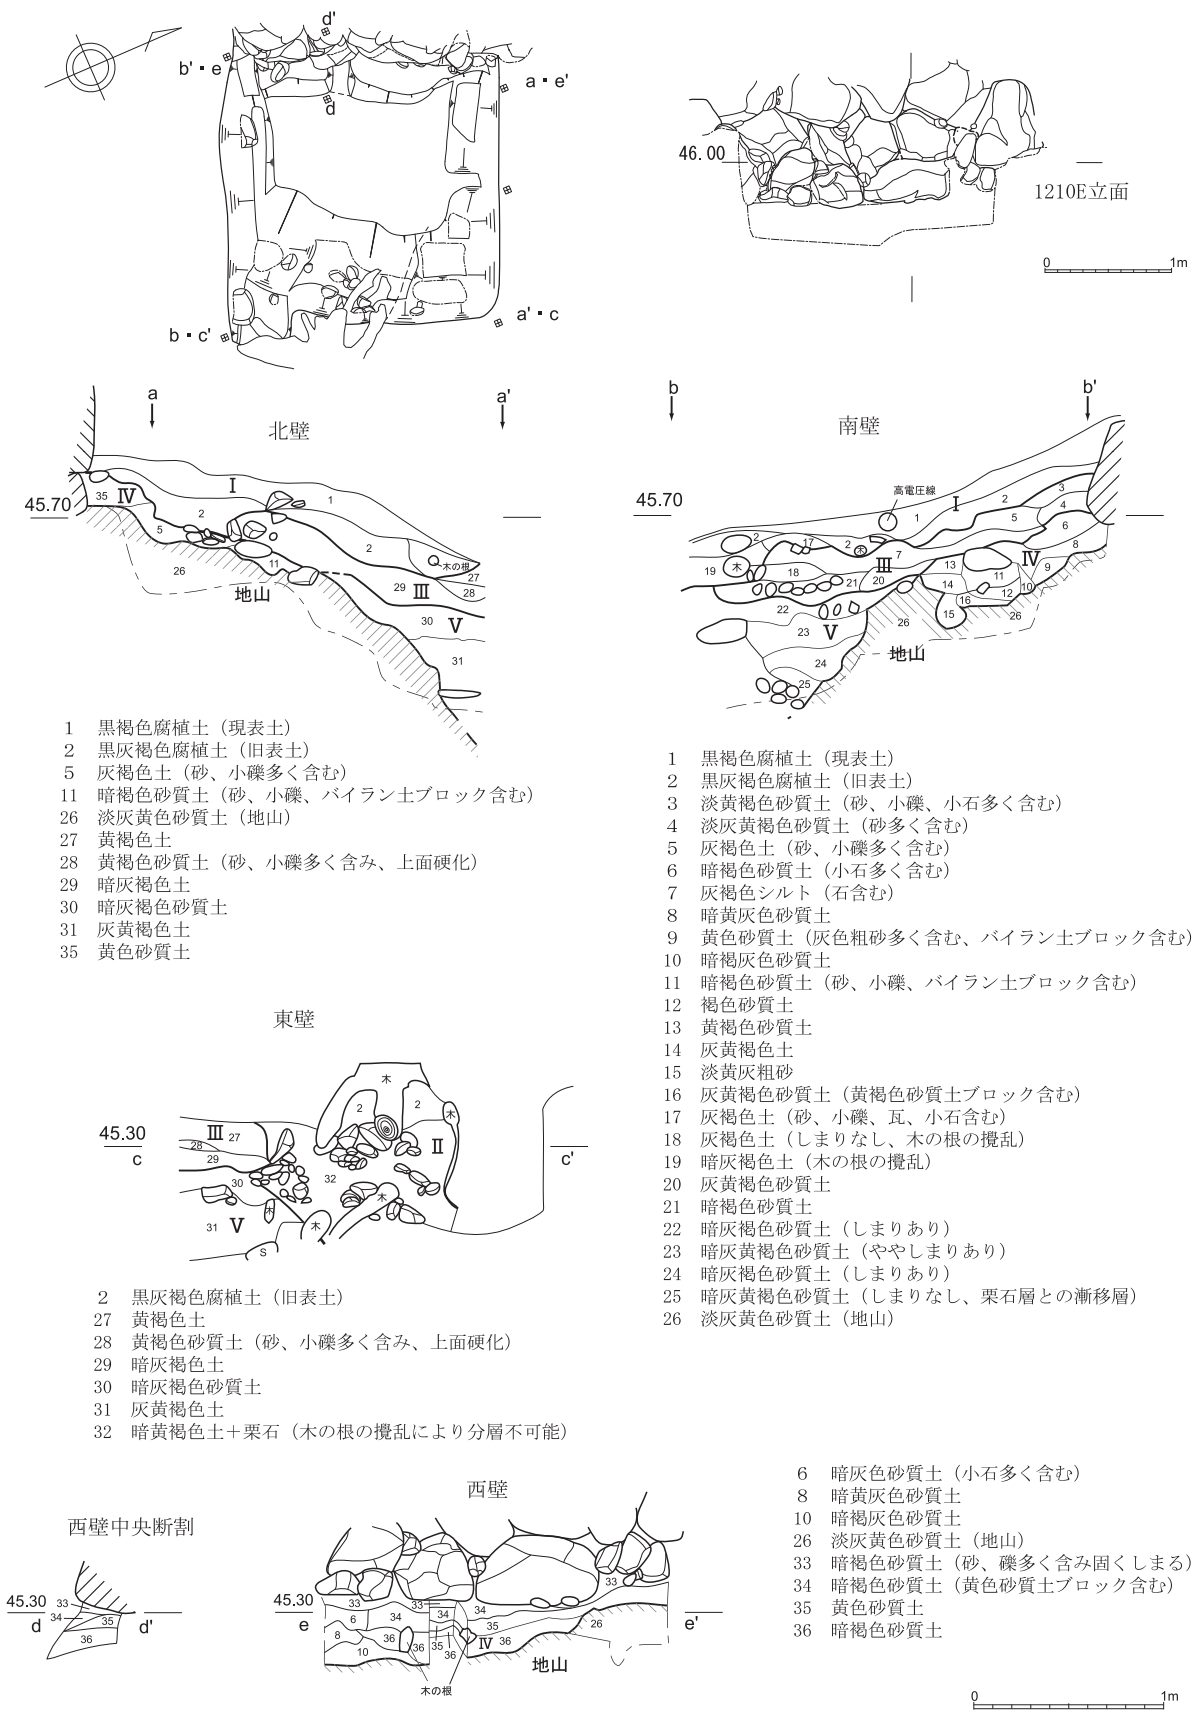 d'
b'・e
a・e'
d
a'・c
b・c'
46.00
1210E立面
0 1m
a
a'
北壁
45.70
Ⅰ
1
35
Ⅳ
2
5
2
木の根
11
26
地山
29
Ⅲ
27
28
30
Ⅴ
31
b
b'
南壁
45.70
高電圧線
Ⅰ
1
2
3
4
5
6
2
17
2
木
7
Ⅲ
Ⅳ
8
19
木
18
21
20
13
11
9
14
12
10
16
22
15
26
26
23
Ⅴ
地山
24
25
1 黒褐色腐植土（現表土）
2 黒灰褐色腐植土（旧表土）
5 灰褐色土（砂、小礫多く含む）
11 暗褐色砂質土（砂、小礫、バイラン土ブロック含む）
26 淡灰黄色砂質土（地山）
27 黄褐色土
28 黄褐色砂質土（砂、小礫多く含み、上面硬化）
29 暗灰褐色土
30 暗灰褐色砂質土
31 灰黄褐色土
35 黄色砂質土
1 黒褐色腐植土（現表土）
2 黒灰褐色腐植土（旧表土）
3 淡黄褐色砂質土（砂、小礫、小石多く含む）
4 淡灰黄褐色砂質土（砂多く含む）
5 灰褐色土（砂、小礫多く含む）
6 暗褐色砂質土（小石多く含む）
7 灰褐色シルト（石含む）
8 暗黄灰色砂質土
9 黄色砂質土（灰色粗砂多く含む、バイラン土ブロック含む）
10 暗褐灰色砂質土
11 暗褐色砂質土（砂、小礫、バイラン土ブロック含む）
12 褐色砂質土
13 黄褐色砂質土
14 灰黄褐色土
15 淡黄灰粗砂
16 灰黄褐色砂質土（黄褐色砂質土ブロック含む）
17 灰褐色土（砂、小礫、瓦、小石含む）
18 灰褐色土（しまりなし、木の根の攪乱）
19 暗灰褐色土（木の根の攪乱）
20 灰黄褐色砂質土
21 暗褐色砂質土
22 暗灰褐色砂質土（しまりあり）
23 暗灰黄褐色砂質土（ややしまりあり）
24 暗灰褐色砂質土（しまりあり）
25 暗灰黄褐色砂質土（しまりなし、栗石層との漸移層）
26 淡灰黄色砂質土（地山）
東壁
45.30
c
c'
木
2
2
木
Ⅲ
27
28
29
Ⅱ
30
32
木
31
Ⅴ
木
木
S
2 黒灰褐色腐植土（旧表土）
27 黄褐色土
28 黄褐色砂質土（砂、小礫多く含み、上面硬化）
29 暗灰褐色土
30 暗灰褐色砂質土
31 灰黄褐色土
32 暗黄褐色土＋栗石（木の根の攪乱により分層不可能）
西壁中央断割
45.30
d
d'
33
34
35
36
西壁
45.30
e
e'
33
33
33
6
34
34
34
8
36
36
35
35
36
36
10
Ⅳ
26
木の根
地山
6 暗灰色砂質土（小石多く含む）
8 暗黄灰色砂質土
10 暗褐灰色砂質土
26 淡灰黄色砂質土（地山）
33 暗褐色砂質土（砂、礫多く含み固くしまる）
34 暗褐色砂質土（黄色砂質土ブロック含む）
35 黄色砂質土
36 暗褐色砂質土
0 1m